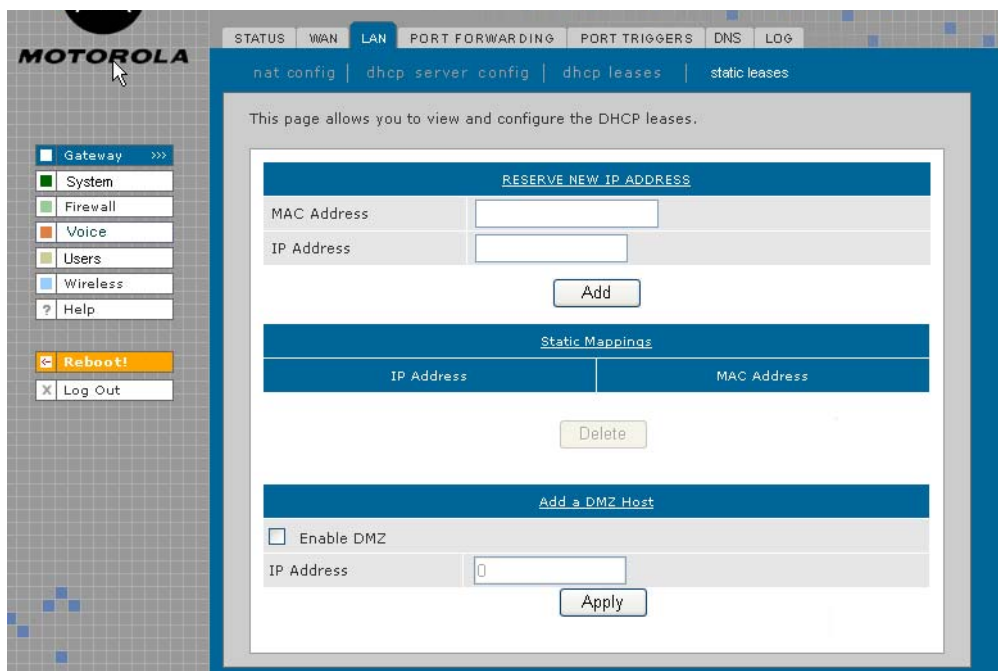 MOTOROLA
STATUS WAN LAN PORT FORWARDING PORT TRIGGERS DNS LOG
nat config | dhcp server config | dhcp leases | static leases
This page allows you to view and configure the DHCP leases.
Gateway >>>
System
Firewall
Voice
Users
Wireless
? Help
Reboot!
X Log Out
RESERVE NEW IP ADDRESS
MAC Address
IP Address
Add
Static Mappings
IP Address MAC Address
Delete
Add a DMZ Host
Enable DMZ
IP Address 0
Apply